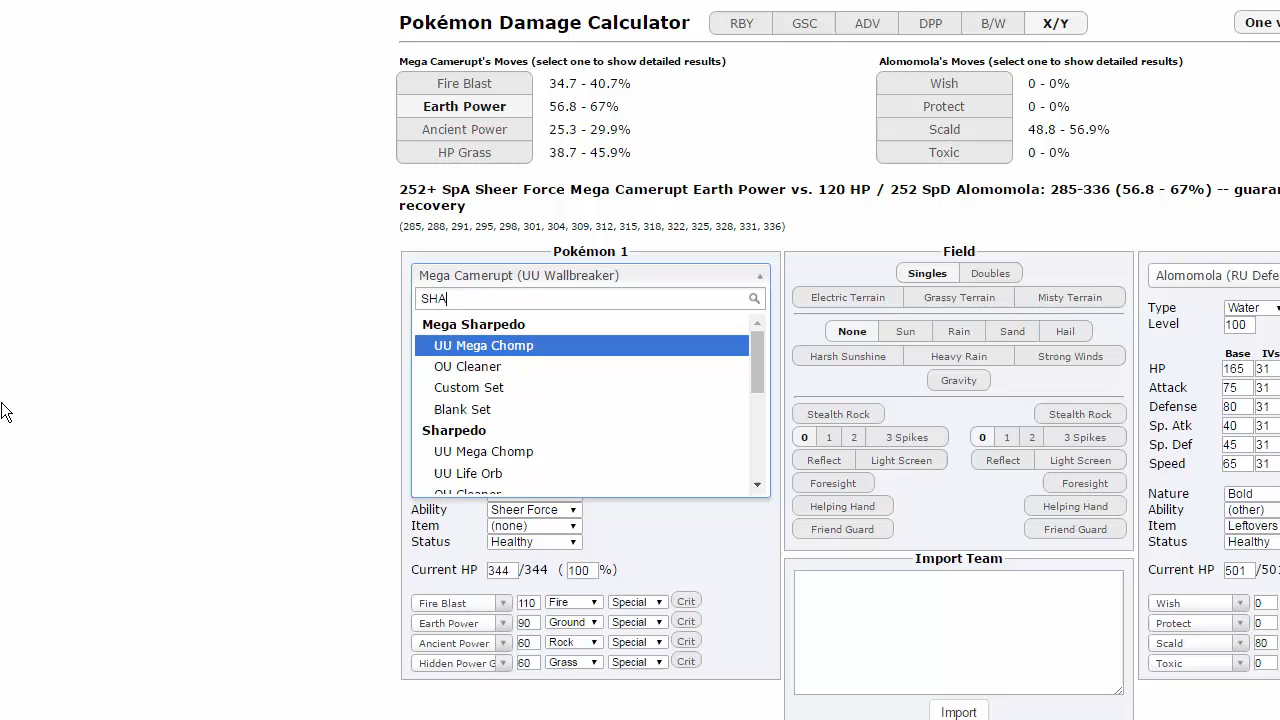 Pokémon Damage Calculator RBY GSC ADV DPP B/W X/Y One v
Mega Camerupt's Moves (select one to show detailed results)
Fire Blast 34.7 - 40.7%
Earth Power 56.8 - 67%
Ancient Power 25.3 - 29.9%
HP Grass 38.7 - 45.9%
Alomomola's Moves (select one to show detailed results)
Wish 0 - 0%
Protect 0 - 0%
Scald 48.8 - 56.9%
Toxic 0 - 0%
252+ SpA Sheer Force Mega Camerupt Earth Power vs. 120 HP / 252 SpD Alomomola: 285-336 (56.8 - 67%) -- guaran
recovery
(285, 288, 291, 295, 298, 301, 304, 309, 312, 315, 318, 322, 325, 328, 331, 336)
Pokémon 1
Mega Camerupt (UU Wallbreaker)
SHA
Mega Sharpedo
UU Mega Chomp
OU Cleaner
Custom Set
Blank Set
Sharpedo
UU Mega Chomp
UU Life Orb
OU Cleaner
Ability Sheer Force
Item (none)
Status Healthy
Current HP 344 /344 ( 100 %)
Fire Blast 110 Fire Special Crit
Earth Power 90 Ground Special Crit
Ancient Power 60 Rock Special Crit
Hidden Power G 60 Grass Special Crit
Field
Singles Doubles
Electric Terrain Grassy Terrain Misty Terrain
None Sun Rain Sand Hail
Harsh Sunshine Heavy Rain Strong Winds
Gravity
Stealth Rock Stealth Rock
0 1 2 3 Spikes 0 1 2 3 Spikes
Reflect Light Screen Reflect Light Screen
Foresight Foresight
Helping Hand Helping Hand
Friend Guard Friend Guard
Import Team
Import
Alomomola (RU Defe
Type Water
Level 100
Base IVs
HP 165 31
Attack 75 31
Defense 80 31
Sp. Atk 40 31
Sp. Def 45 31
Speed 65 31
Nature Bold
Ability (other)
Item Leftovers
Status Healthy
Current HP 501 /501
Wish 0
Protect 0
Scald 80
Toxic 0